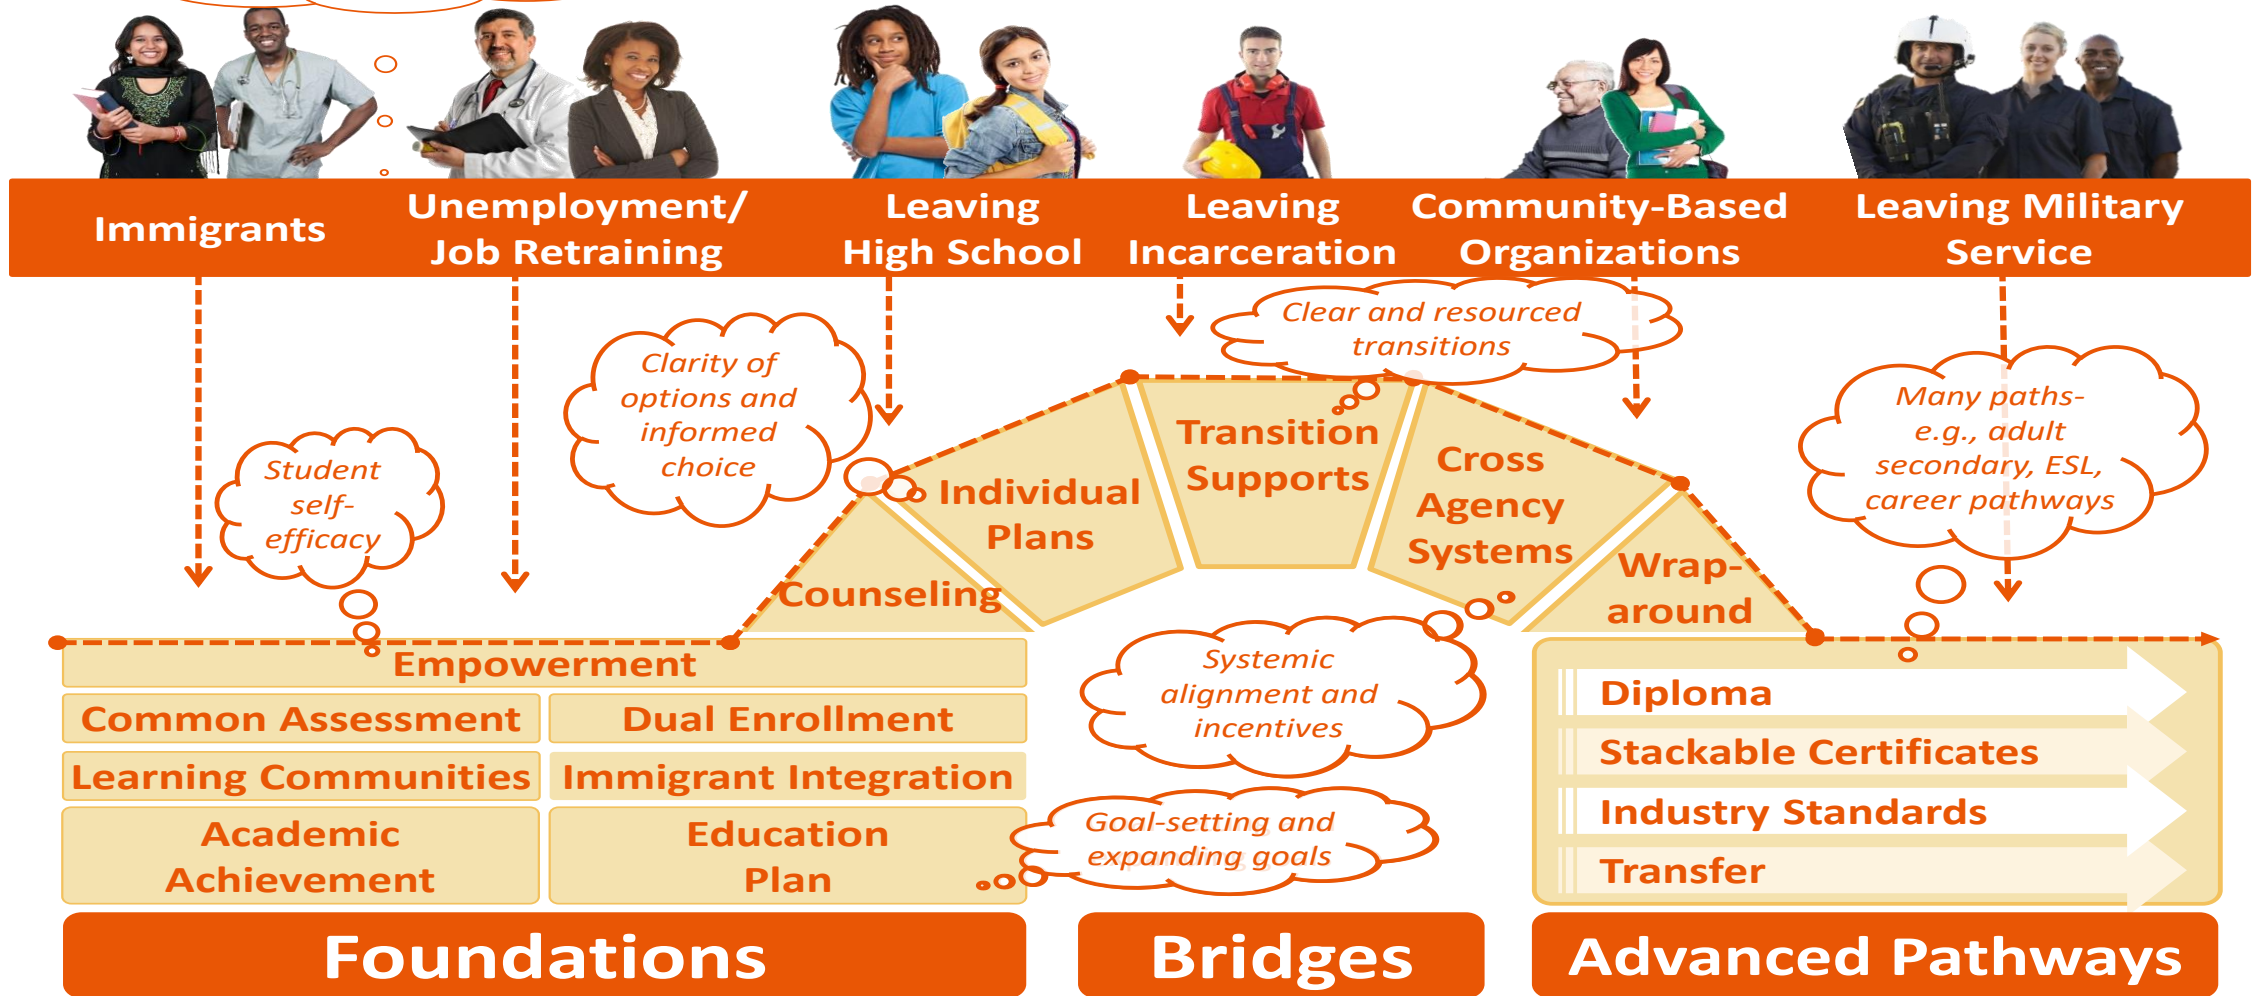 Immigrants
Unemployment/
Job Retraining
Leaving
High School
Leaving
Incarceration
Community-Based
Organizations
Leaving Military
Service
Student
self-
efficacy
Clarity of
options and
informed
choice
Clear and resourced
transitions
Many paths-
e.g., adult
secondary, ESL,
career pathways
Counseling
Individual
Plans
Transition
Supports
Cross
Agency
Systems
Wrap-
around
Systemic
alignment and
incentives
Goal-setting and
expanding goals
Empowerment
Common Assessment
Dual Enrollment
Learning Communities
Immigrant Integration
Academic
Achievement
Education
Plan
Diploma
Stackable Certificates
Industry Standards
Transfer
Foundations
Bridges
Advanced Pathways